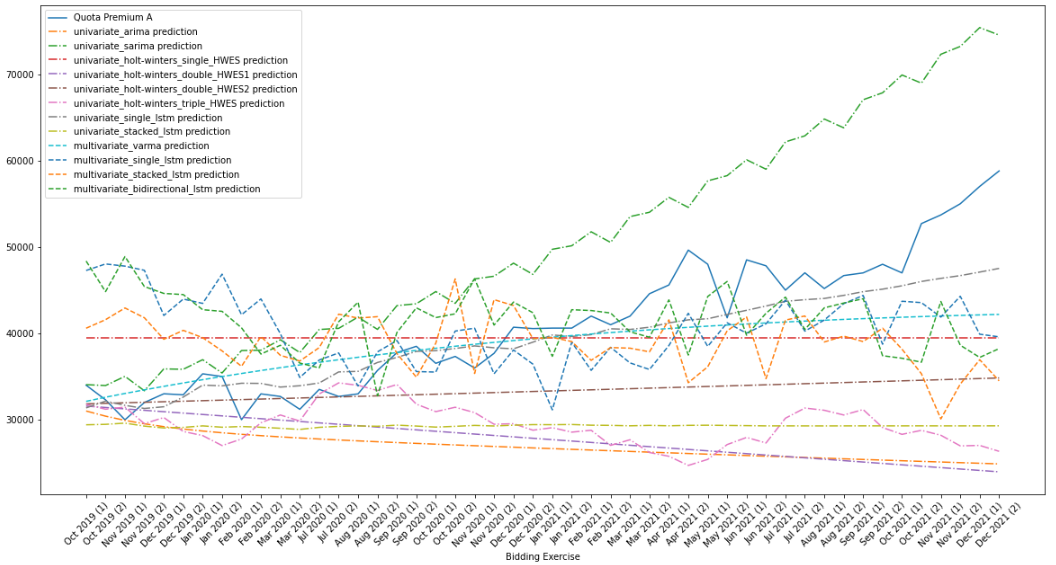 Quota Premium A
univariate_arima prediction
univariate_sarima prediction
univariate_holt-winters_single_HWES prediction
univariate_holt-winters_double_HWES1 prediction
univariate_holt-winters_double_HWES2 prediction
univariate_holt-winters_triple_HWES prediction
univariate_single_lstm prediction
univariate_stacked_lstm prediction
multivariate_varma prediction
multivariate_single_lstm prediction
multivariate_stacked_lstm prediction
multivariate_bidirectional_lstm prediction
70000
60000
50000
40000
30000
Oct 2019 (1)
Oct 2019 (2)
Nov 2019 (1)
Nov 2019 (2)
Dec 2019 (1)
Dec 2019 (2)
Jan 2020 (1)
Jan 2020 (2)
Feb 2020 (1)
Feb 2020 (2)
Mar 2020 (1)
Mar 2020 (2)
Jul 2020 (1)
Jul 2020 (2)
Aug 2020 (1)
Aug 2020 (2)
Sep 2020 (1)
Sep 2020 (2)
Oct 2020 (1)
Oct 2020 (2)
Nov 2020 (1)
Nov 2020 (2)
Dec 2020 (1)
Dec 2020 (2)
Jan 2021 (1)
Jan 2021 (2)
Feb 2021 (1)
Feb 2021 (2)
Mar 2021 (1)
Mar 2021 (2)
Apr 2021 (1)
Apr 2021 (2)
May 2021 (1)
May 2021 (2)
Jun 2021 (1)
Jun 2021 (2)
Jul 2021 (1)
Jul 2021 (2)
Aug 2021 (1)
Aug 2021 (2)
Sep 2021 (1)
Sep 2021 (2)
Oct 2021 (1)
Oct 2021 (2)
Nov 2021 (1)
Nov 2021 (2)
Dec 2021 (1)
Dec 2021 (2)
Bidding Exercise